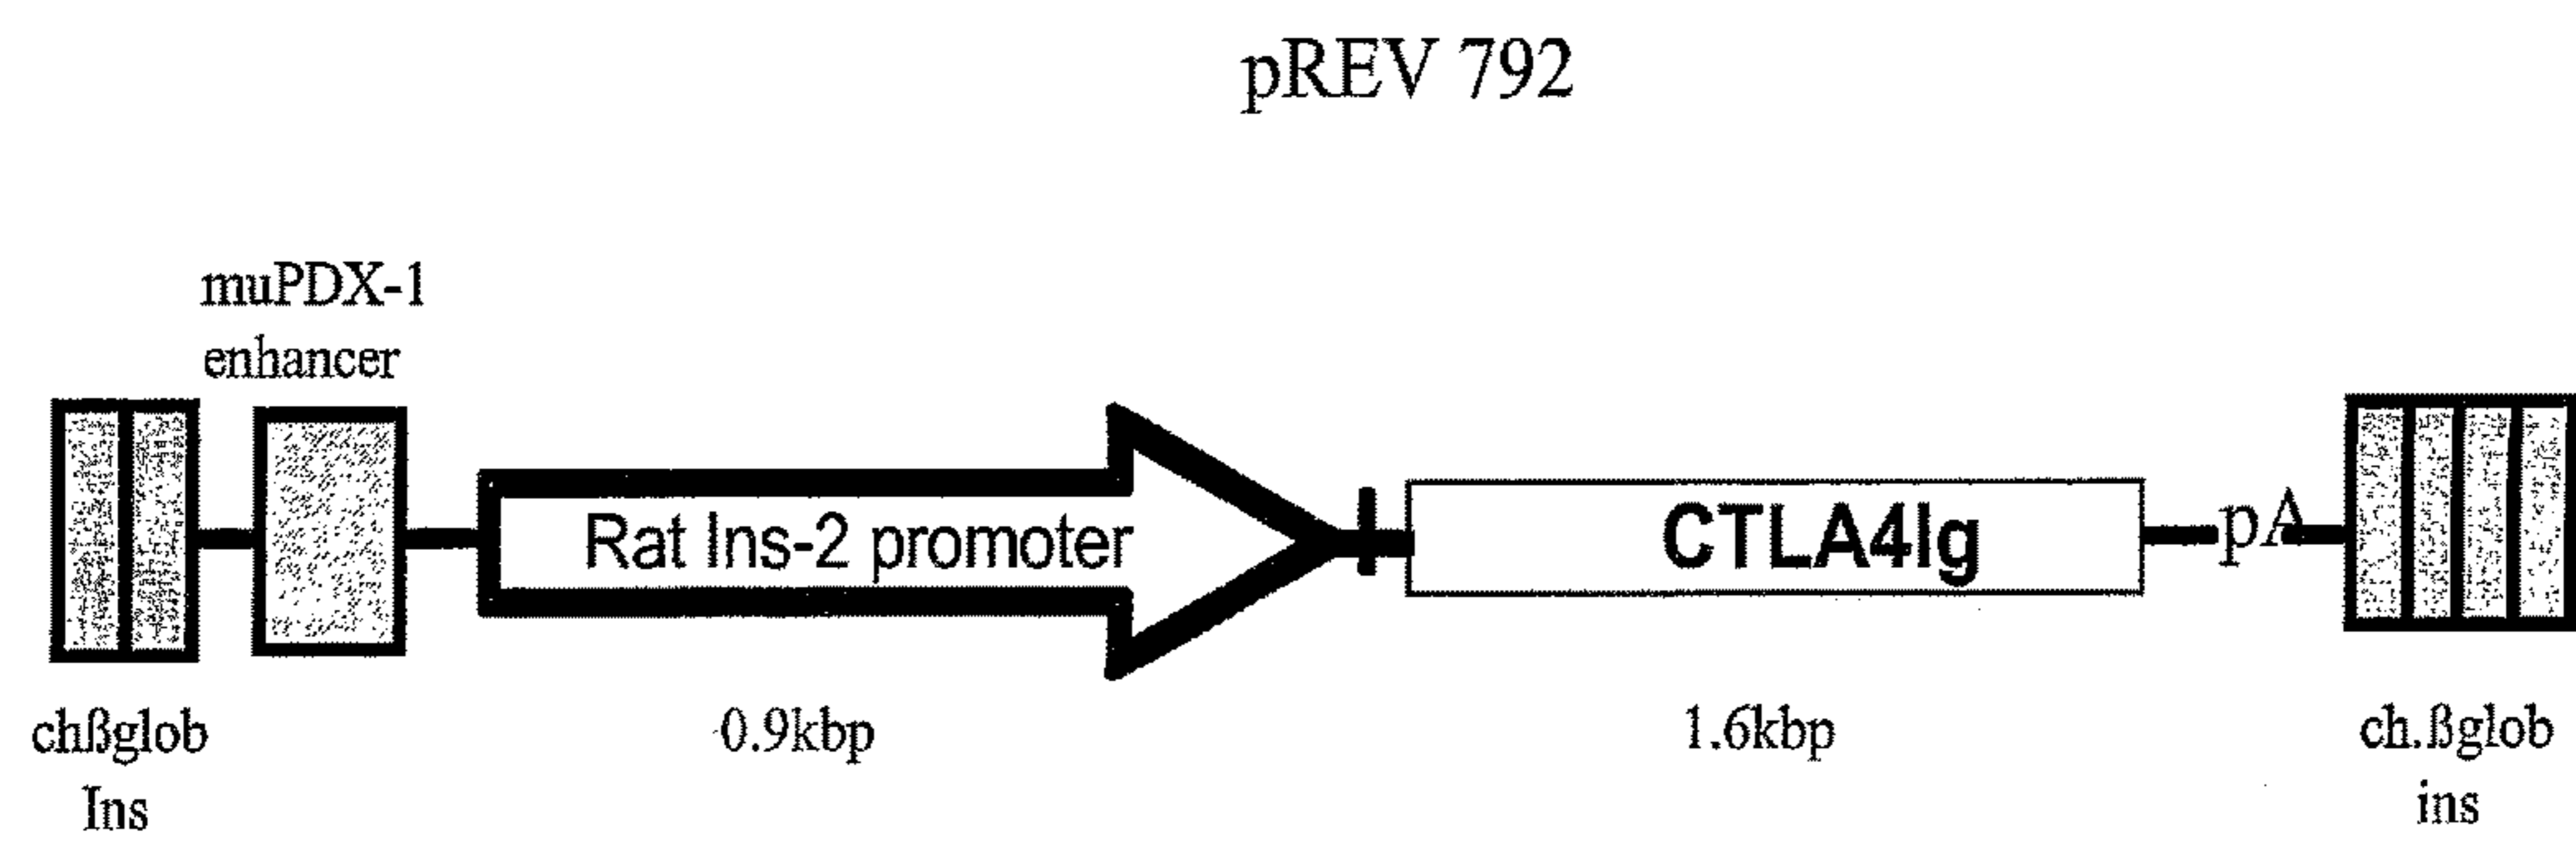 pREV 792
muPDX-1
enhancer
Rat Ins-2 promoter
CTLA4Ig
pA
chßglob
Ins
0.9kbp
1.6kbp
ch.ßglob
ins